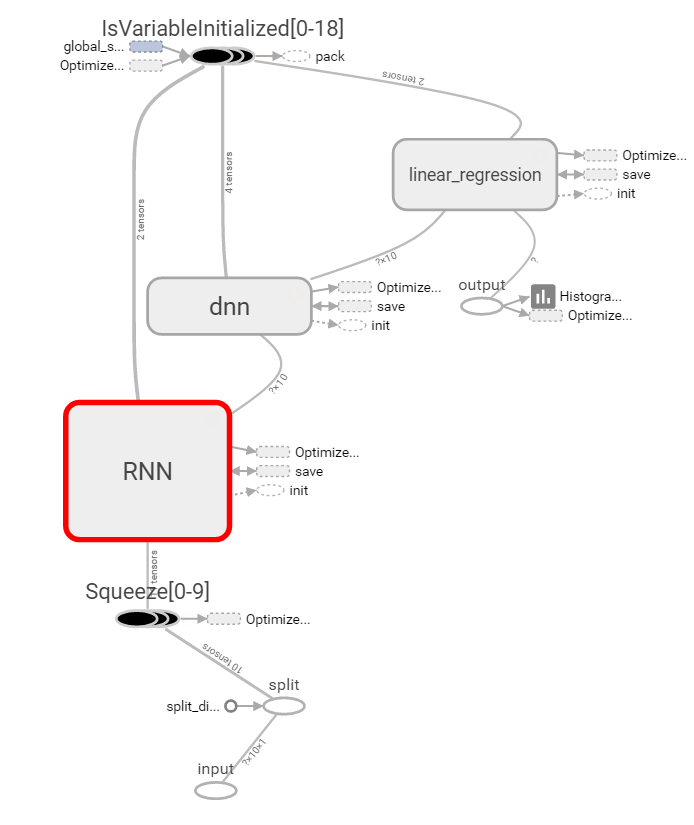 IsVariableInitialized[0-18]
global_s...
Optimize...
pack
2 tensors
4 tensors
2 tensors
linear_regression
Optimize...
save
init
?×10
?
dnn
Optimize...
save
init
output
Histogra...
Optimize...
?×10
RNN
Optimize...
save
init
tensors
Squeeze[0-9]
Optimize...
10 tensors
split
split_di...
?×10×1
input